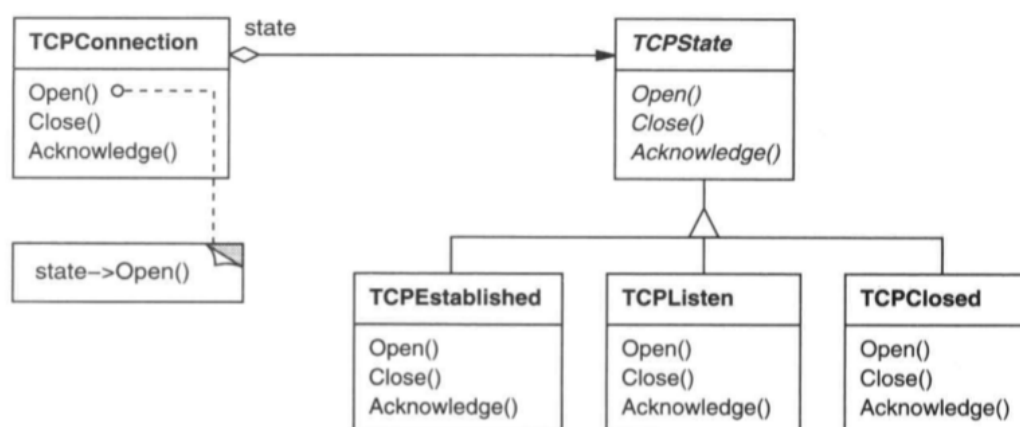 state
TCPConnection
Open()
Close()
Acknowledge()
state->Open()
TCPState
Open()
Close()
Acknowledge()
TCPEstablished
Open()
Close()
Acknowledge()
TCPListen
Open()
Close()
Acknowledge()
TCPClosed
Open()
Close()
Acknowledge()